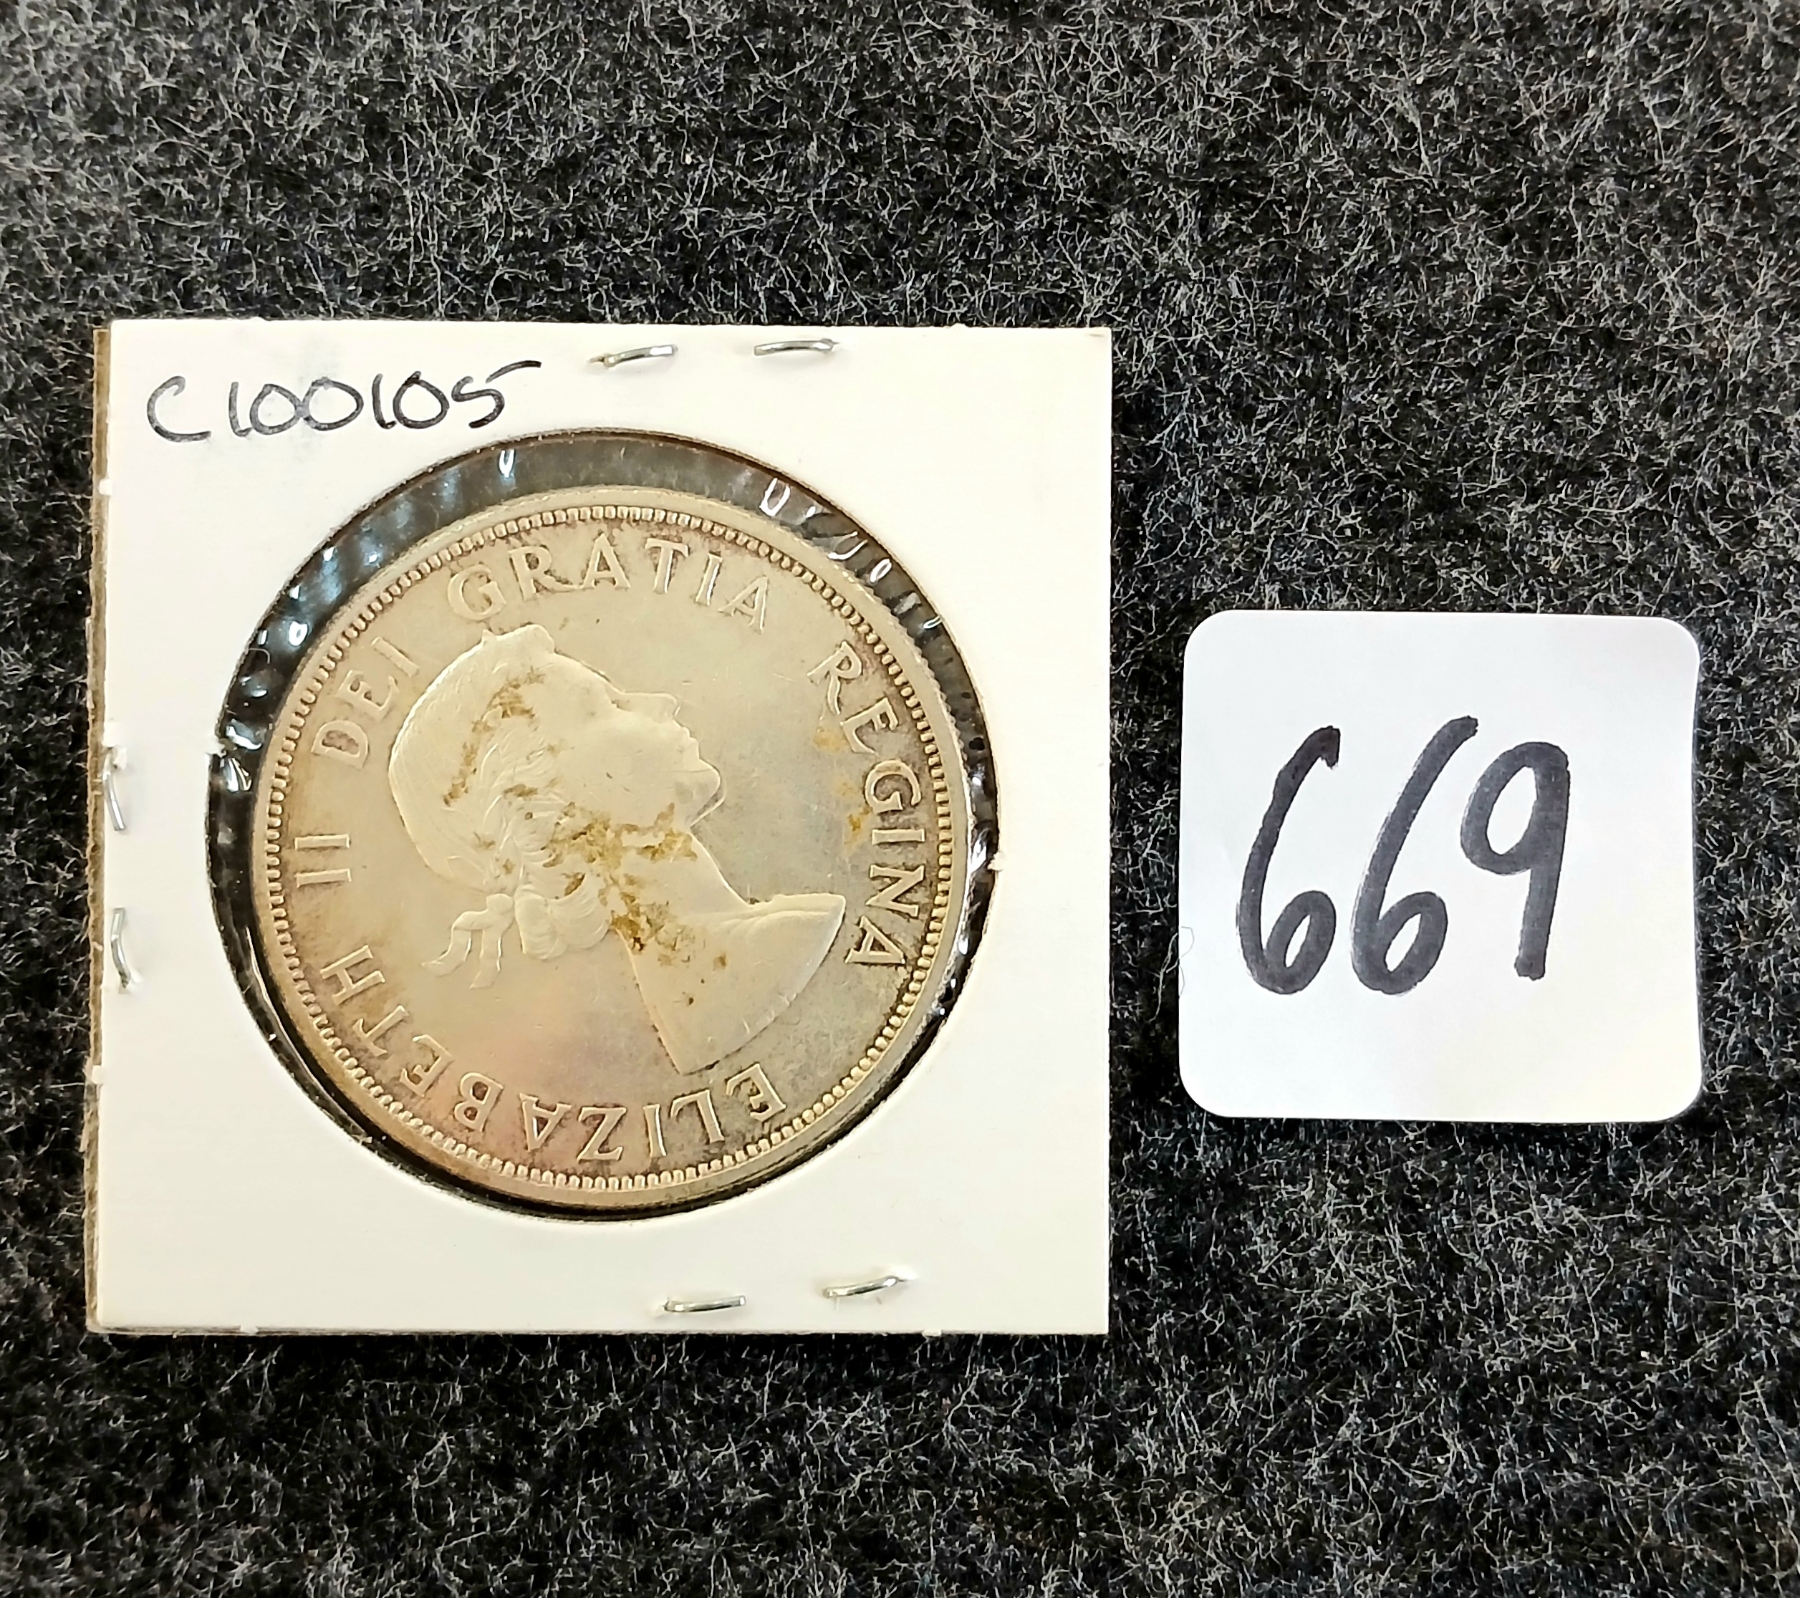 C100105
ELIZABETH II DEI GRATIA REGINA
669